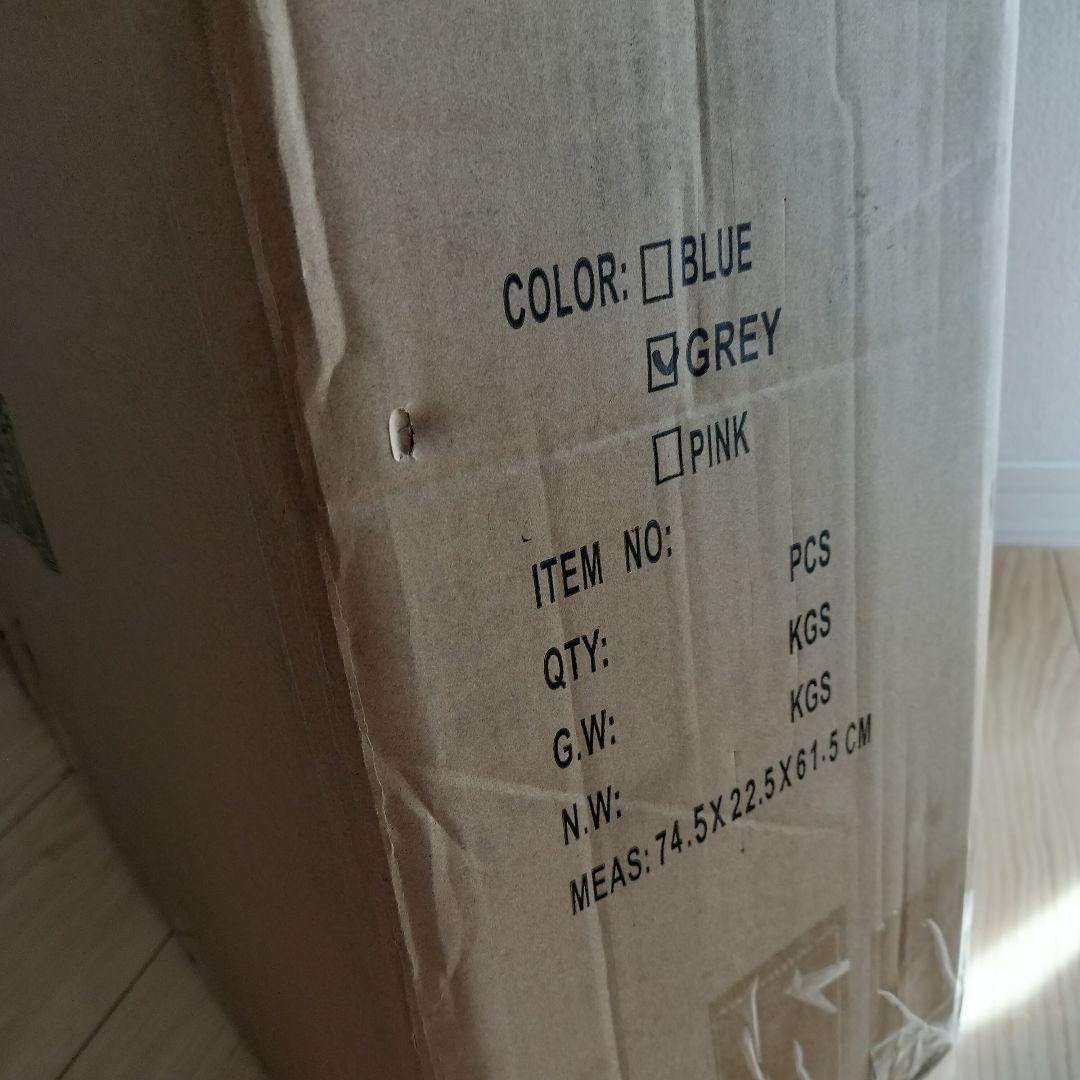 COLOR: ☐ BLUE
☑ GREY
☐ PINK
ITEM NO:
QTY: PCS
G.W: KGS
N.W: KGS
MEAS: 74.5X22.5X61.5 CM